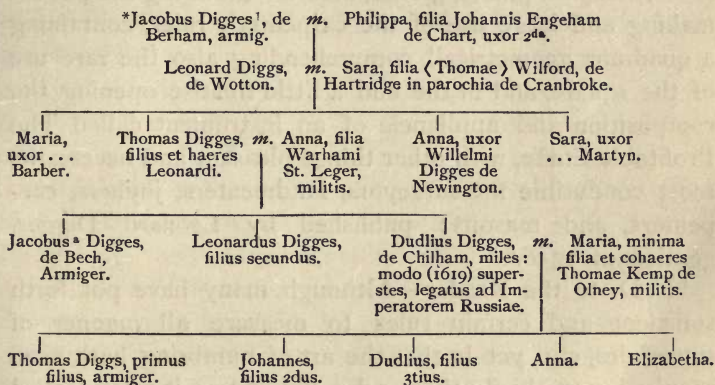 *Jacobus Digges†, de
Berham, armig.
m.
Philippa, filia Johannis Engeham
de Chart, uxor 2da.
Leonard Diggs,
de Wotton.
m.
Sara, filia ⟨Thomae⟩ Wilford, de
Hartridge in parochia de Cranbroke.
Maria,
uxor ...
Barber.
Thomas Digges,
filius et haeres
Leonardi.
m.
Anna, filia
Warhami
St. Leger,
militis.
Anna, uxor
Gulielmi
Digges de
Newington.
Sara, uxor
... Martyn.
Jacobus a Digges,
de Bech,
Armiger.
Leonardus Digges,
filius secundus.
Dudlius Digges,
de Chilham, miles :
modo (1619) super-
stes, legatus ad Im-
peratorem Russiae.
m.
Maria, minima
filia et cohaeres
Thomae Kemp de
Olney, militis.
Thomas Diggs, primus
filius, armiger.
Johannes,
filius 2dus.
Dudlius, filius
3tius.
Anna.
Elizabetha.